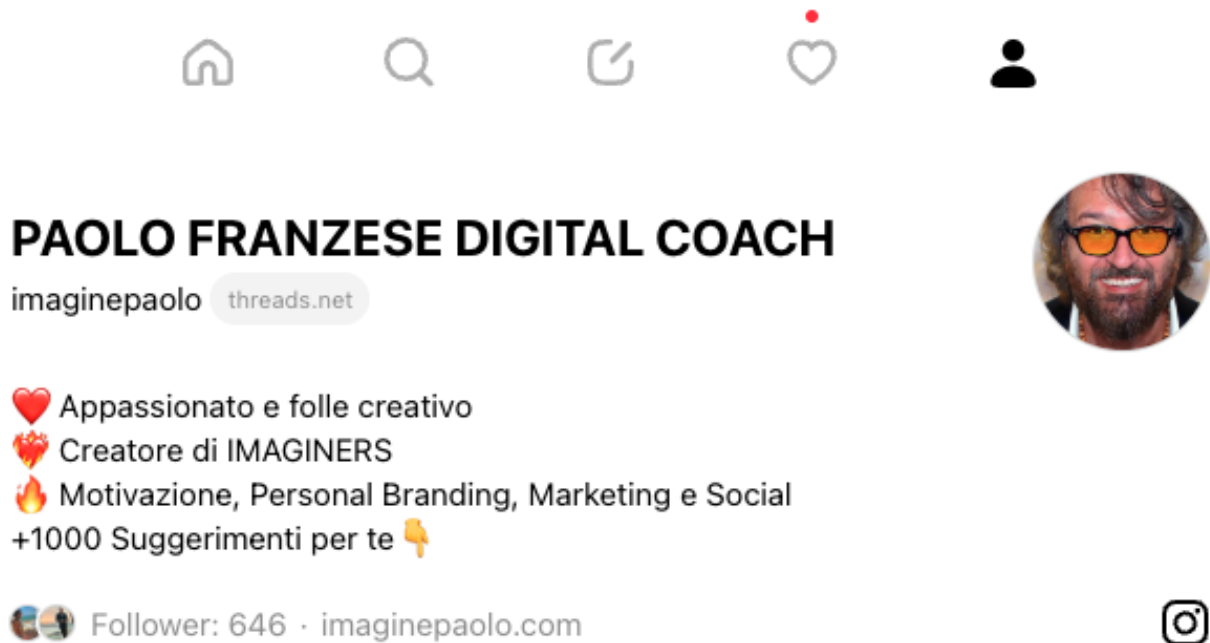 PAOLO FRANZESE DIGITAL COACH
imaginepaolo threads.net
❤️ Appassionato e folle creativo
❤️‍🔥 Creatore di IMAGINERS
🔥 Motivazione, Personal Branding, Marketing e Social
+1000 Suggerimenti per te 👇
Follower: 646 · imaginepaolo.com